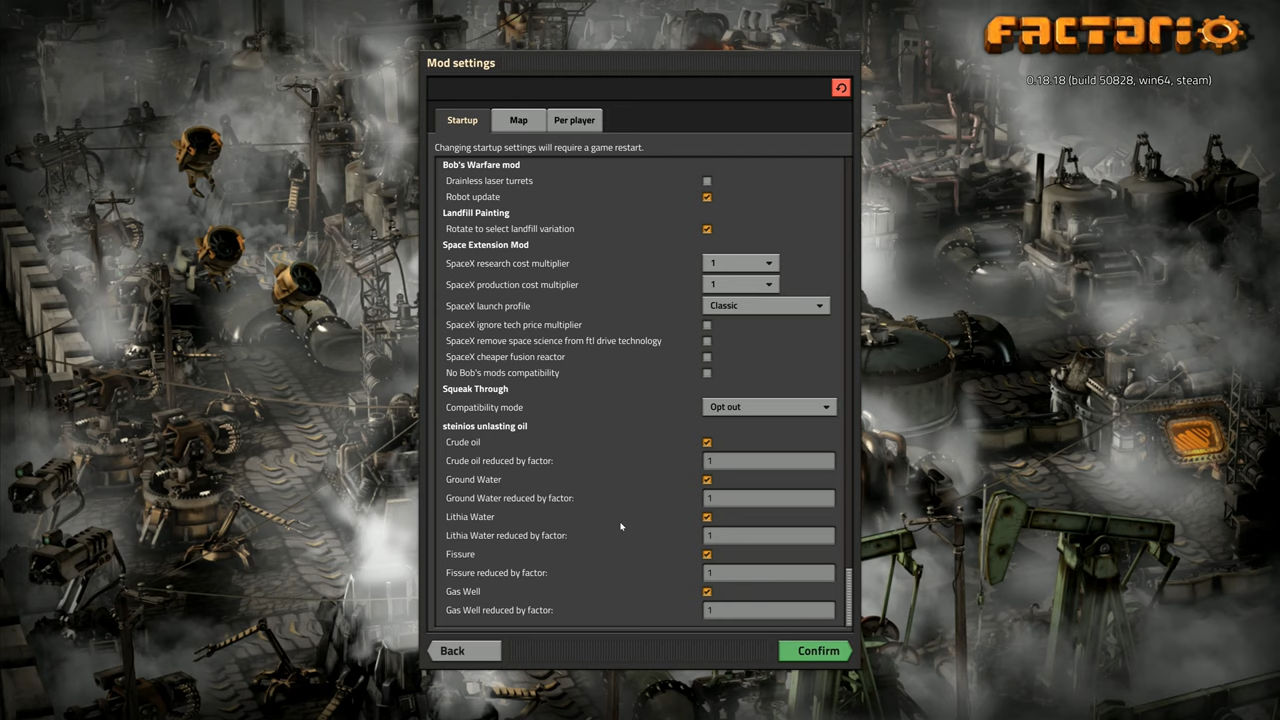 FACTORIO
0.18.18 (build 50828, win64, steam)
Mod settings
Startup Map Per player
Changing startup settings will require a game restart.
Bob's Warfare mod
Drainless laser turrets
Robot update
Landfill Painting
Rotate to select landfill variation
Space Extension Mod
SpaceX research cost multiplier 1
SpaceX production cost multiplier 1
SpaceX launch profile Classic
SpaceX ignore tech price multiplier
SpaceX remove space science from ftl drive technology
SpaceX cheaper fusion reactor
No Bob's mods compatibility
Squeak Through
Compatibility mode Opt out
steinios unlasting oil
Crude oil
Crude oil reduced by factor: 1
Ground Water
Ground Water reduced by factor: 1
Lithia Water
Lithia Water reduced by factor: 1
Fissure
Fissure reduced by factor: 1
Gas Well
Gas Well reduced by factor: 1
Back Confirm